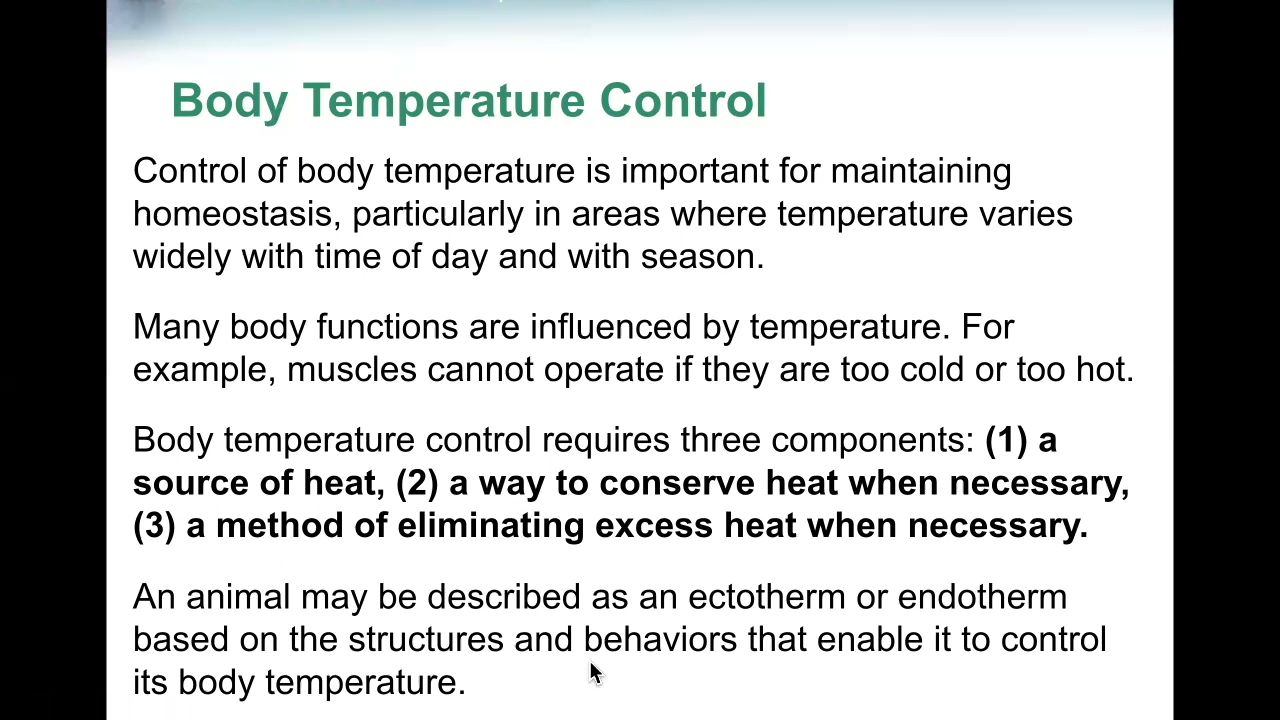 Body Temperature Control
Control of body temperature is important for maintaining
homeostasis, particularly in areas where temperature varies
widely with time of day and with season.
Many body functions are influenced by temperature. For
example, muscles cannot operate if they are too cold or too hot.
Body temperature control requires three components: (1) a
source of heat, (2) a way to conserve heat when necessary,
(3) a method of eliminating excess heat when necessary.
An animal may be described as an ectotherm or endotherm
based on the structures and behaviors that enable it to control
its body temperature.